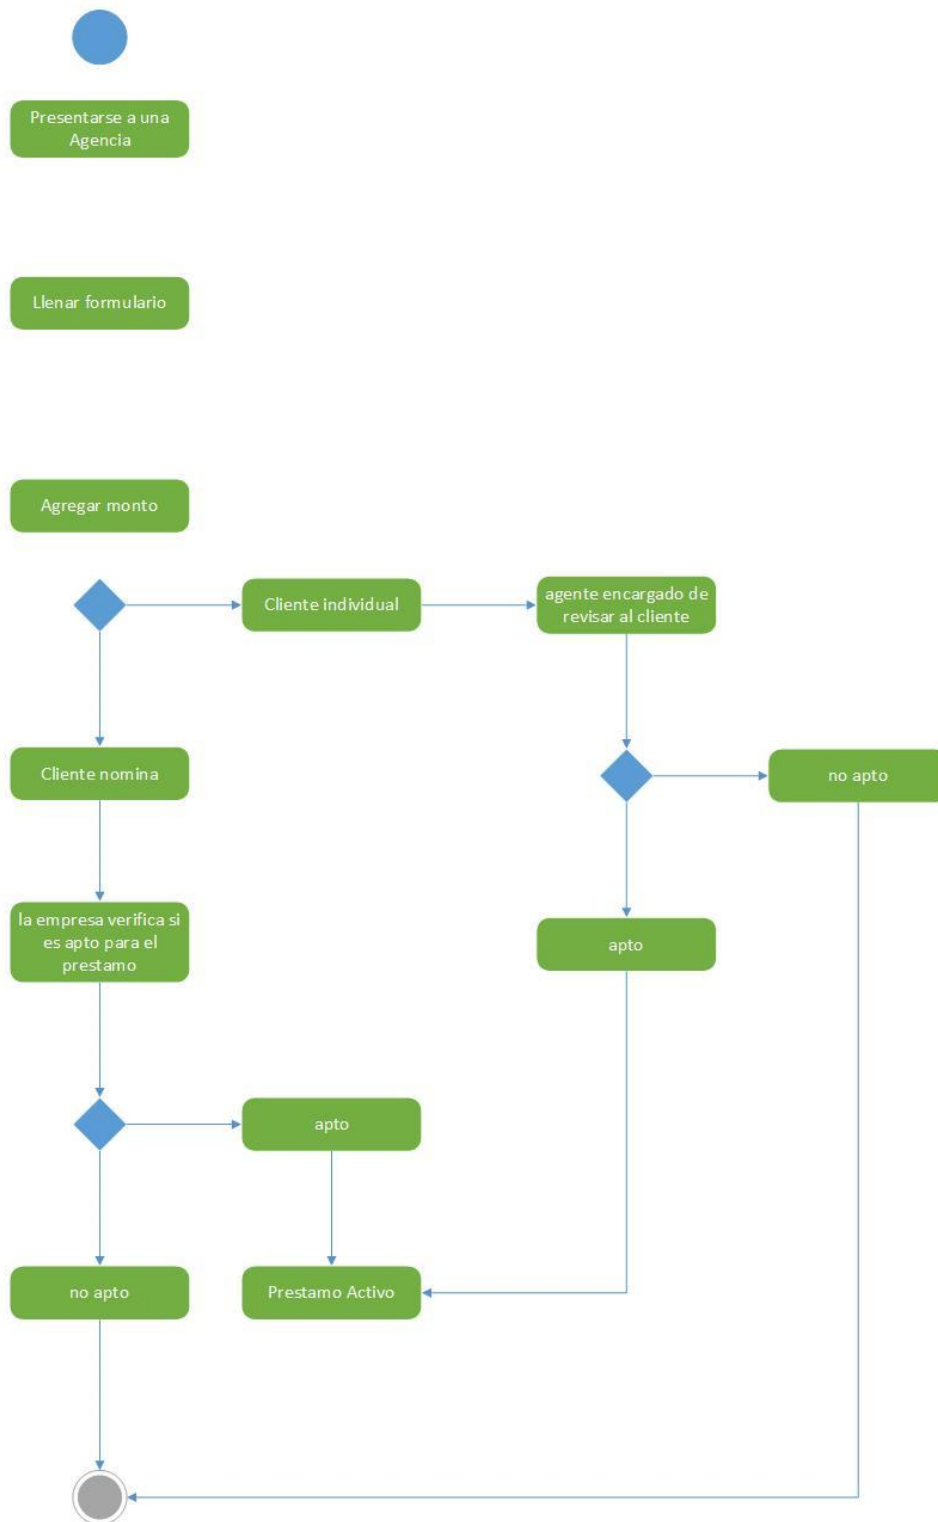 Presentarse a una
Agencia
Llenar formulario
Agregar monto
Cliente individual
agente encargado de
revisar al cliente
Cliente nomina
no apto
la empresa verifica si
es apto para el
prestamo
apto
apto
no apto
Prestamo Activo